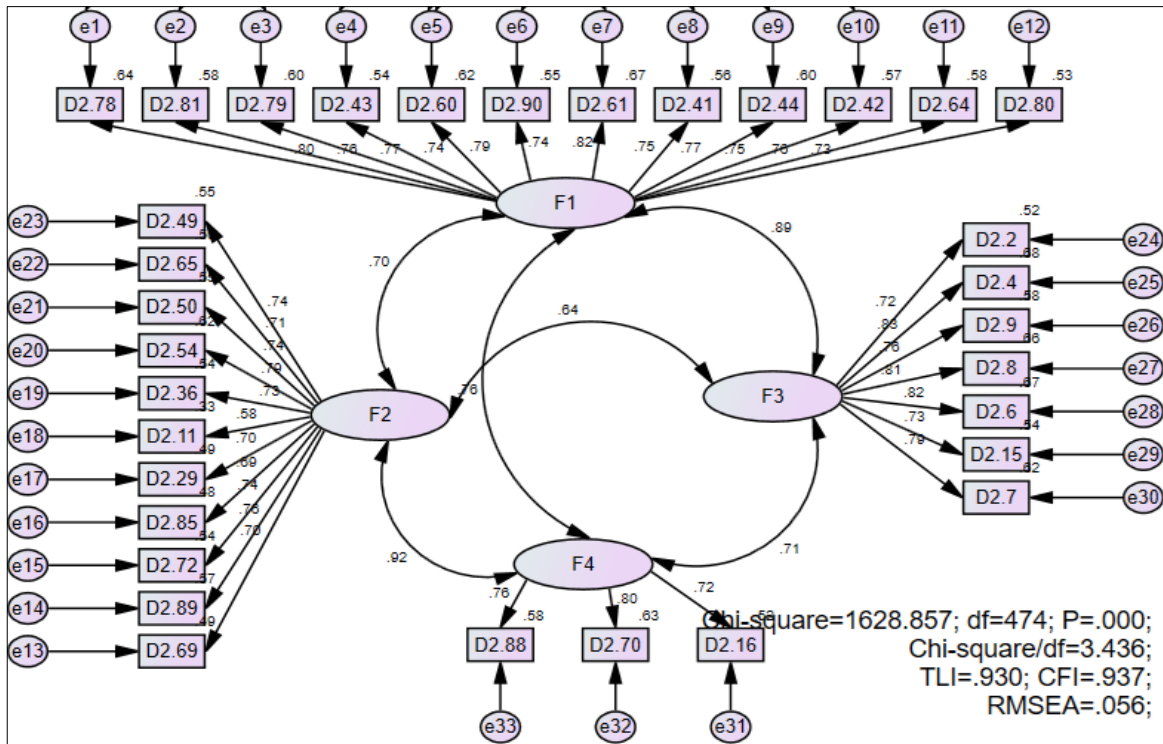 e1 e2 e3 e4 e5 e6 e7 e8 e9 e10 e11 e12
.64 .58 .60 .54 .62 .55 .67 .56 .60 .57 .58 .53
D2.78 D2.81 D2.79 D2.43 D2.60 D2.90 D2.61 D2.41 D2.44 D2.42 D2.64 D2.80
.80 .76 .77 .74 .79 .74 .82 .75 .77 .75 .76 .73
F1
.55
e23 D2.49
e22 D2.65
.55
e21 D2.50
.62
e20 D2.54
.54
e19 D2.36
.33
e18 D2.11
.49
e17 D2.29
.48
e16 D2.85
.54
e15 D2.72
.57
e14 D2.89
.49
e13 D2.69
.74
.71
.74
.79
.73
.58
.70
.69
.74
.76
.70
F2
.70
.89
.64
.76
.92
.71
F3
.72
.83
.76
.81
.82
.73
.79
.52
D2.2 e24
.68
D2.4 e25
.58
D2.9 e26
.66
D2.8 e27
.67
D2.6 e28
.54
D2.15 e29
.62
D2.7 e30
F4
.76 .80 .72
.58 .63
D2.88 D2.70 D2.16
e33 e32 e31
Chi-square=1628.857; df=474; P=.000;
Chi-square/df=3.436;
TLI=.930; CFI=.937;
RMSEA=.056;